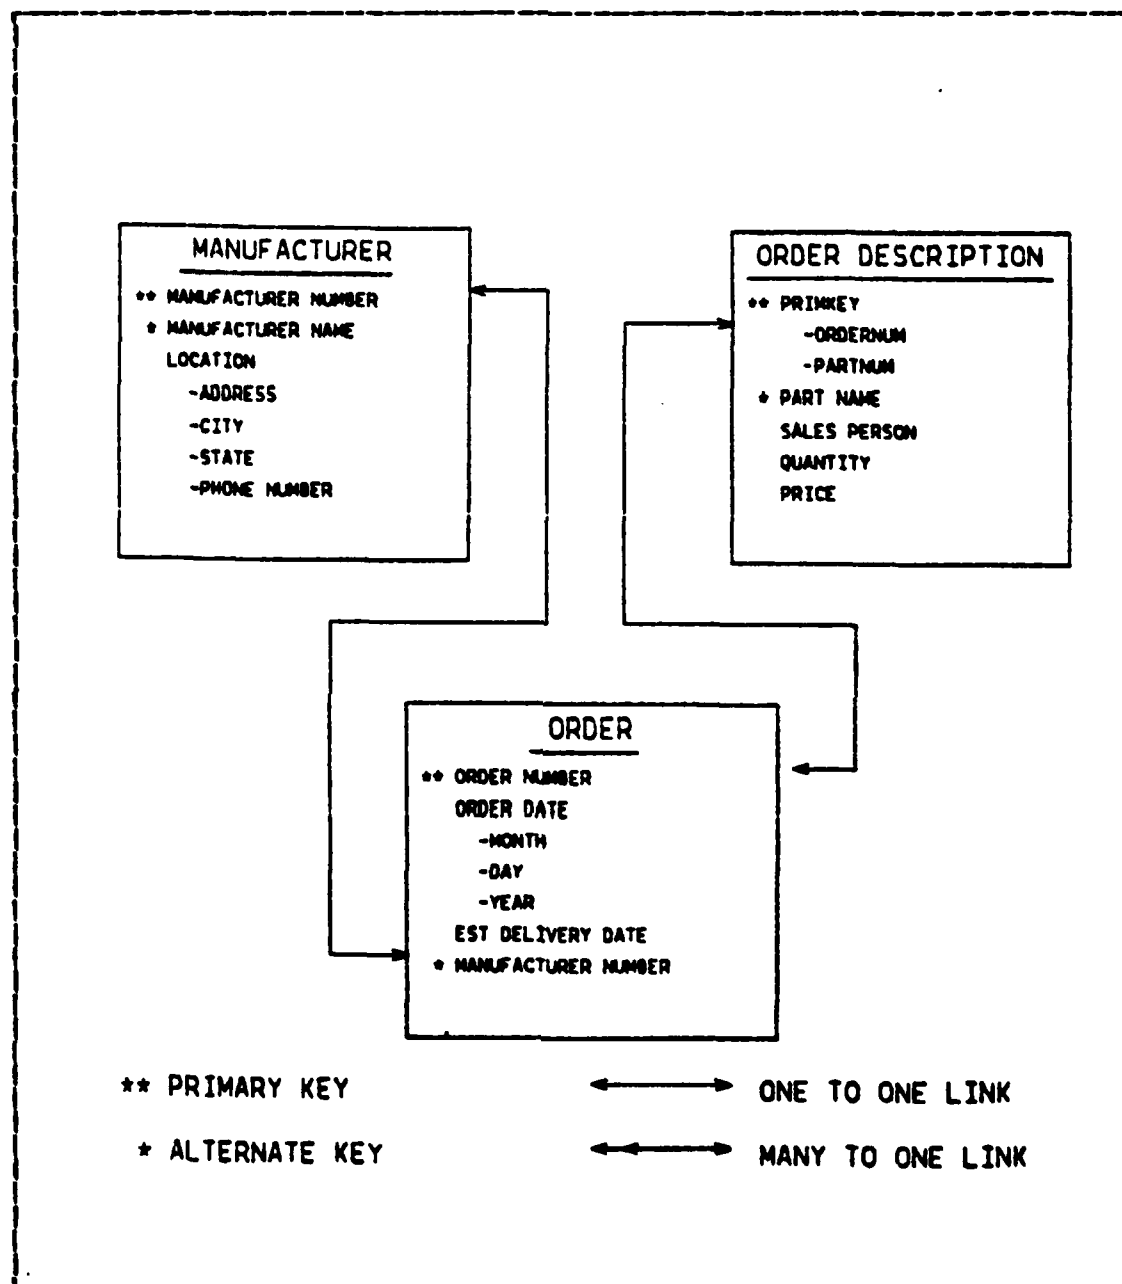 MANUFACTURER
** MANUFACTURER NUMBER
* MANUFACTURER NAME
LOCATION
-ADDRESS
-CITY
-STATE
-PHONE NUMBER
ORDER DESCRIPTION
** PRIMKEY
-ORDERNUM
-PARTNUM
* PART NAME
SALES PERSON
QUANTITY
PRICE
ORDER
** ORDER NUMBER
ORDER DATE
-MONTH
-DAY
-YEAR
EST DELIVERY DATE
* MANUFACTURER NUMBER
** PRIMARY KEY
ONE TO ONE LINK
* ALTERNATE KEY
MANY TO ONE LINK